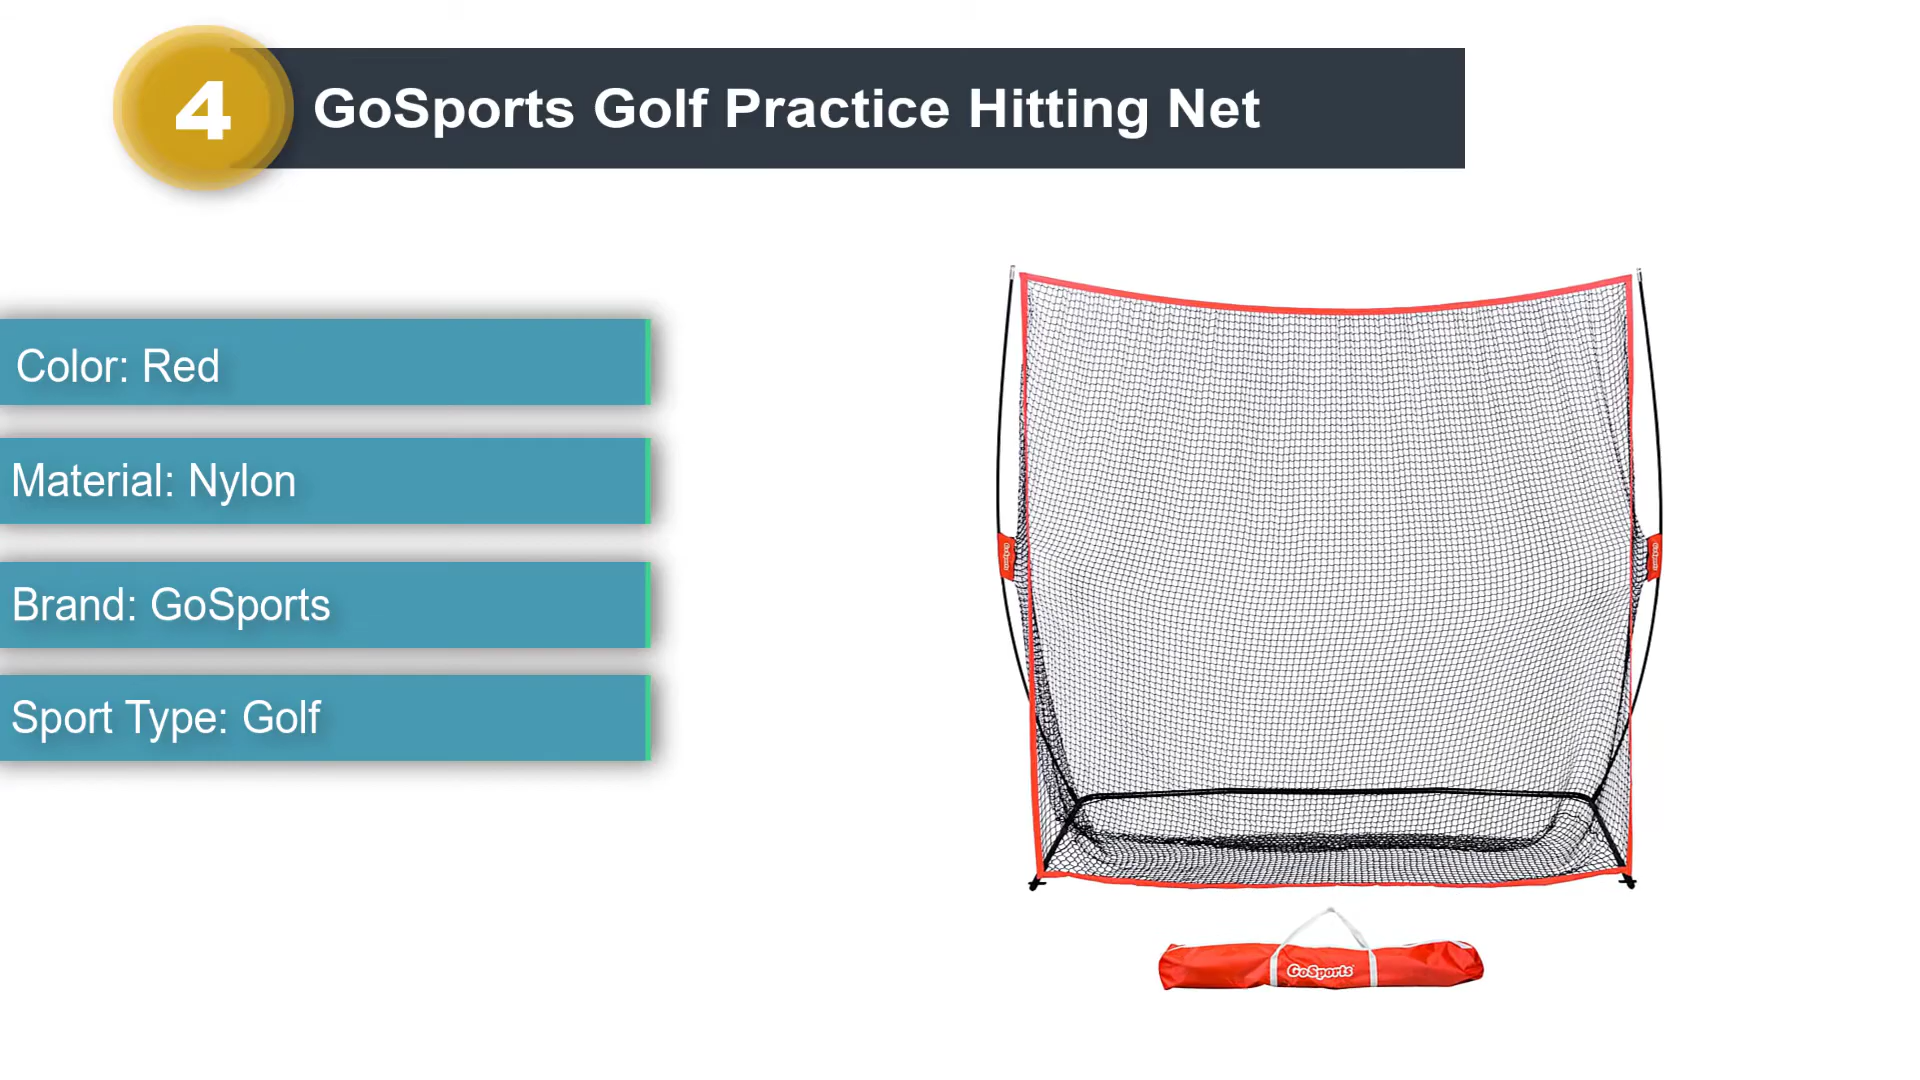 4
GoSports Golf Practice Hitting Net
Color: Red
Material: Nylon
Brand: GoSports
Sport Type: Golf
GoSports